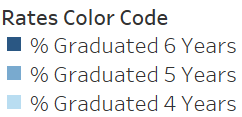 Rates Color Code
% Graduated 6 Years
% Graduated 5 Years
% Graduated 4 Years